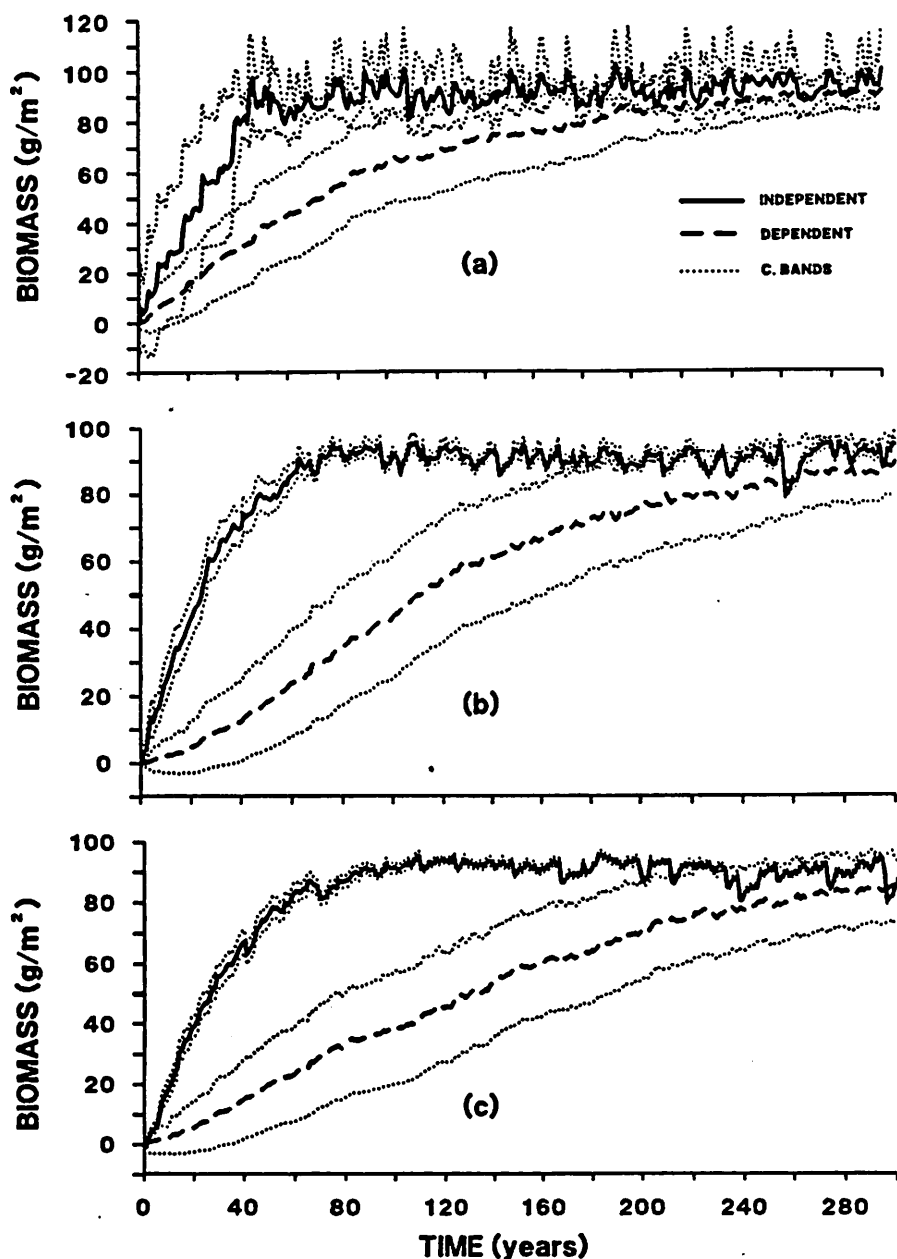 120
100
80
60
40
20
0
-20
BIOMASS (g/m²)
INDEPENDENT
DEPENDENT
C. BANDS
(a)
100
80
60
40
20
0
BIOMASS (g/m²)
(b)
100
80
60
40
20
0
BIOMASS (g/m²)
(c)
0 40 80 120 160 200 240 280
TIME (years)